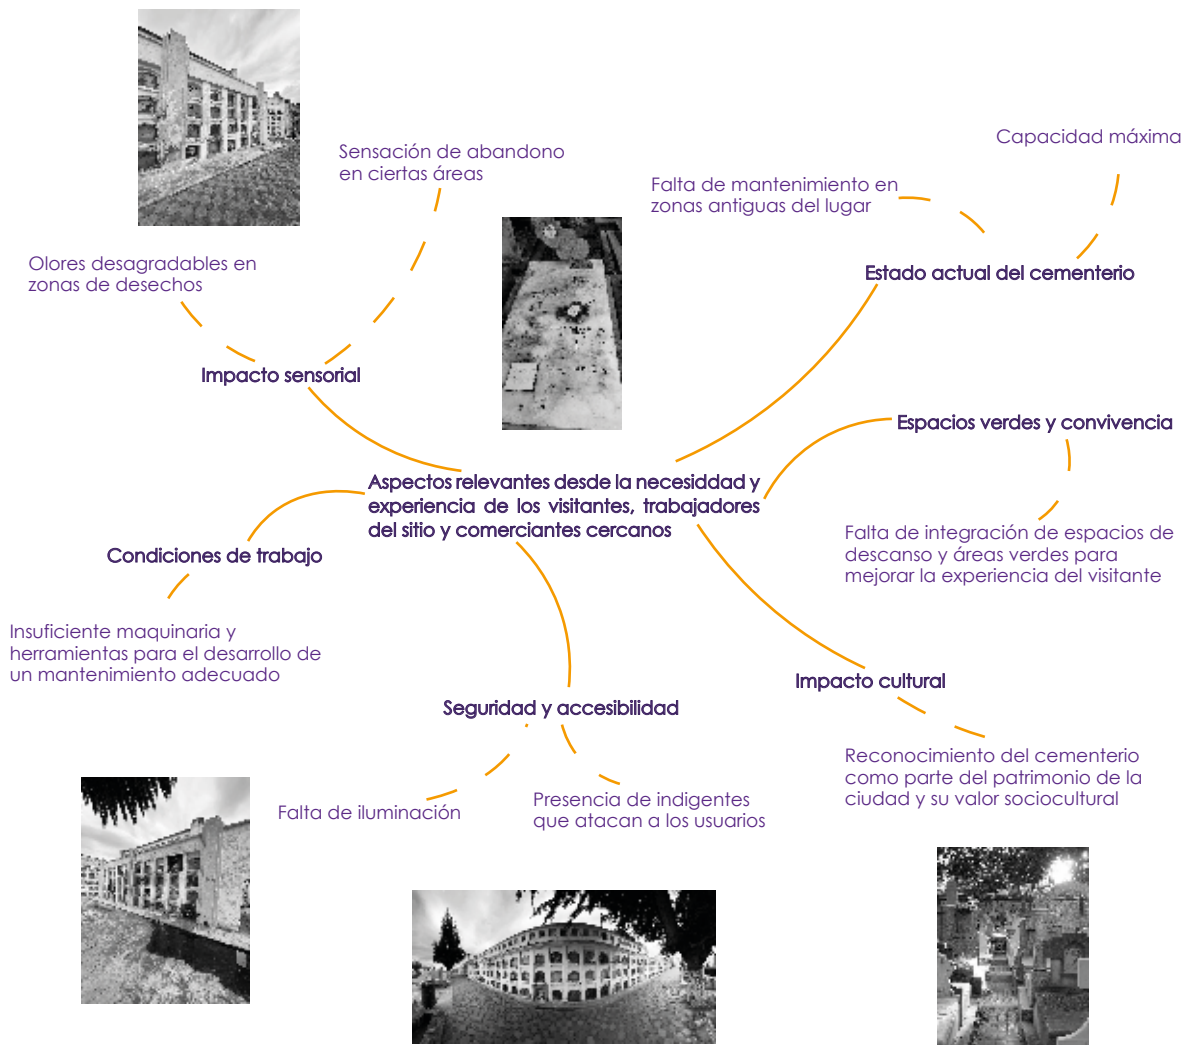 Capacidad máxima
Sensación de abandono
en ciertas áreas
Falta de mantenimiento en
zonas antiguas del lugar
Olores desagradables en
zonas de desechos
Estado actual del cementerio
Impacto sensorial
Espacios verdes y convivencia
Aspectos relevantes desde la necesiddad y
experiencia de los visitantes, trabajadores
del sitio y comerciantes cercanos
Falta de integración de espacios de
descanso y áreas verdes para
mejorar la experiencia del visitante
Condiciones de trabajo
Insuficiente maquinaria y
herramientas para el desarrollo de
un mantenimiento adecuado
Impacto cultural
Seguridad y accesibilidad
Reconocimiento del cementerio
como parte del patrimonio de la
ciudad y su valor sociocultural
Falta de iluminación
Presencia de indigentes
que atacan a los usuarios